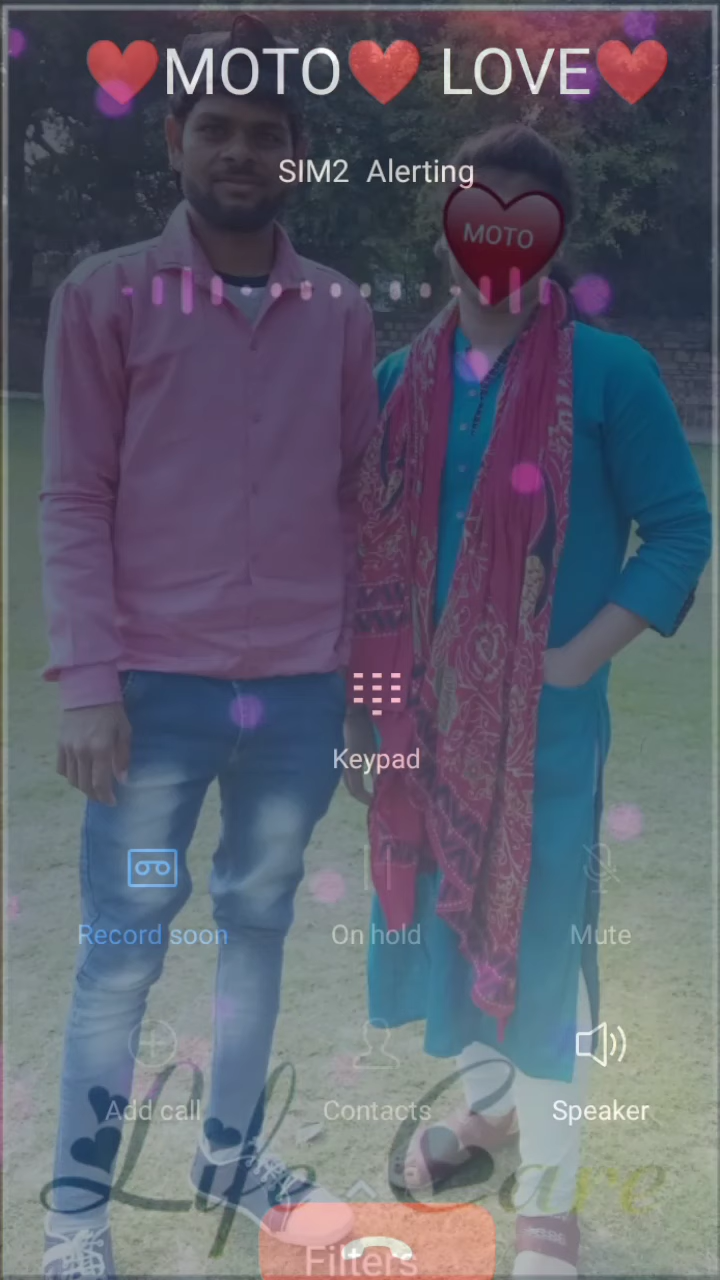 ❤️MOTO❤️ LOVE❤️
SIM2 Alerting
MOTO
Keypad
Record soon
On hold
Mute
Add call
Contacts
Speaker
Life Care
Filters